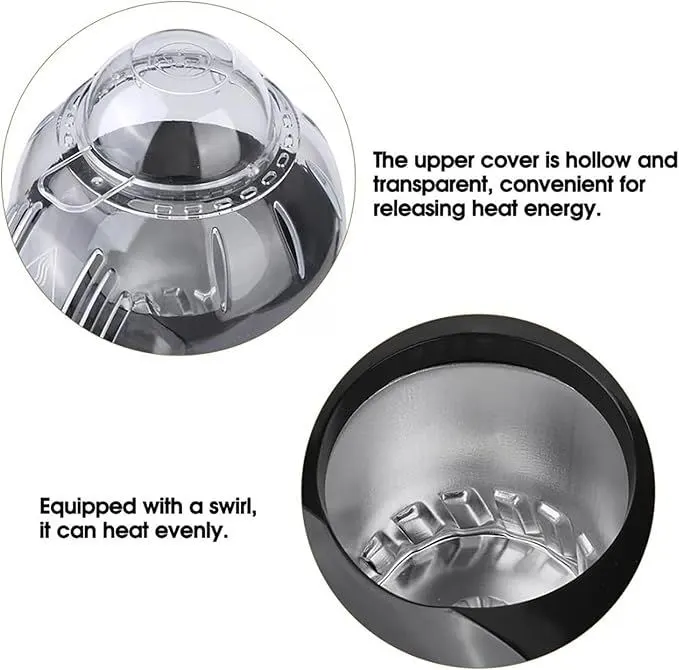 The upper cover is hollow and
transparent, convenient for
releasing heat energy.
Equipped with a swirl,
it can heat evenly.